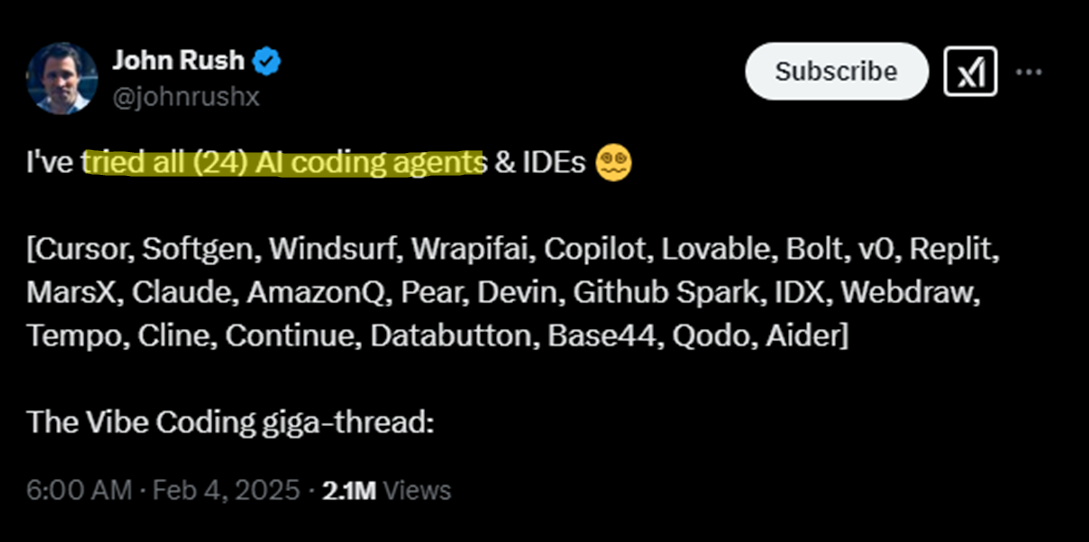 John Rush
@johnrushx
Subscribe
I've tried all (24) AI coding agents & IDEs 😵‍💫
[Cursor, Softgen, Windsurf, Wrapifai, Copilot, Lovable, Bolt, v0, Replit,
MarsX, Claude, AmazonQ, Pear, Devin, Github Spark, IDX, Webdraw,
Tempo, Cline, Continue, Databutton, Base44, Qodo, Aider]
The Vibe Coding giga-thread:
6:00 AM · Feb 4, 2025 · 2.1M Views